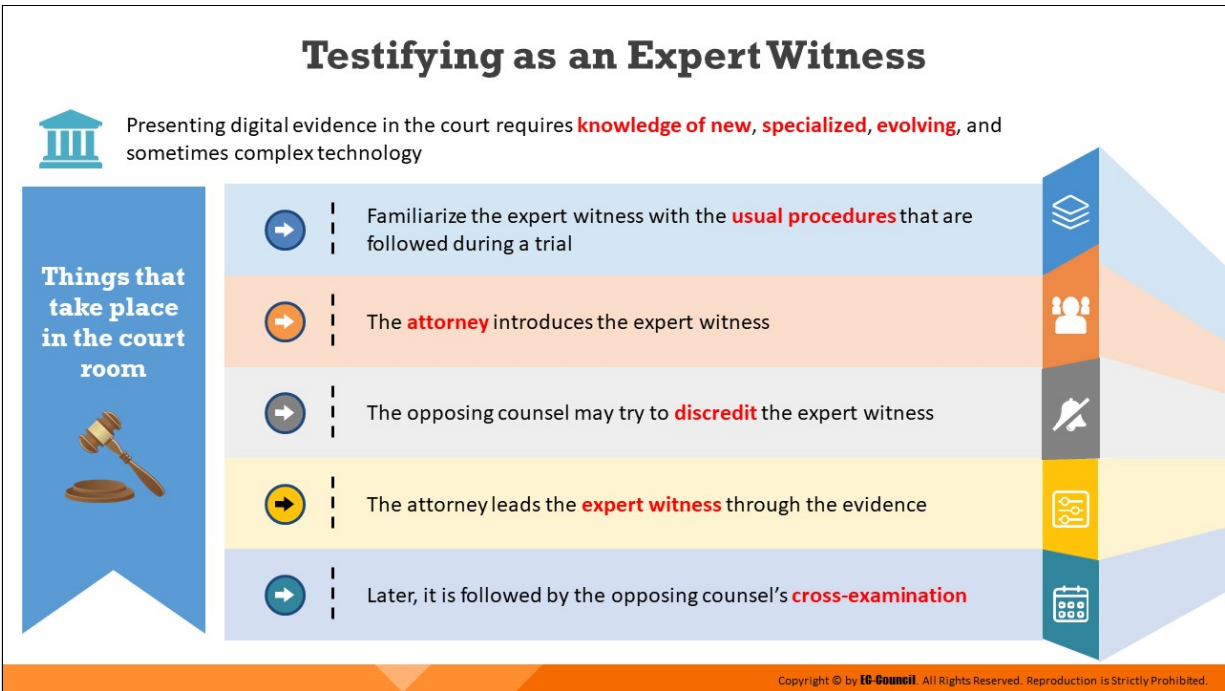 Testifying as an Expert Witness
Presenting digital evidence in the court requires knowledge of new, specialized, evolving, and
sometimes complex technology
Things that
take place
in the court
room
Familiarize the expert witness with the usual procedures that are
followed during a trial
The attorney introduces the expert witness
The opposing counsel may try to discredit the expert witness
The attorney leads the expert witness through the evidence
Later, it is followed by the opposing counsel’s cross-examination
Copyright © by EC-Council. All Rights Reserved. Reproduction is Strictly Prohibited.